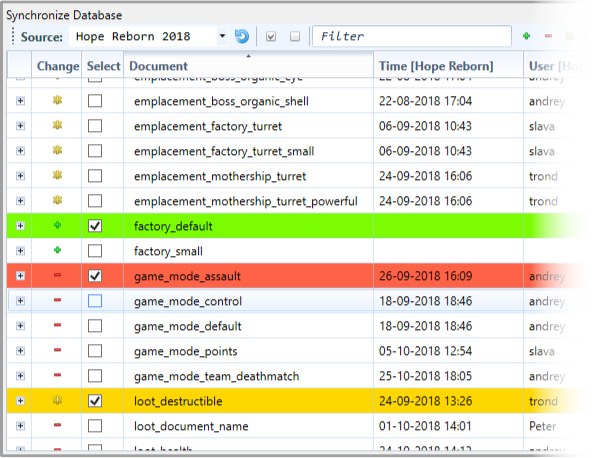 Synchronize Database
Source: Hope Reborn 2018 Filter
Change Select Document Time [Hope Reborn] User [Ho
emplacement_boss_organic_eye andrey
emplacement_boss_organic_shell 22-08-2018 17:04 andrey
emplacement_factory_turret 06-09-2018 10:43 slava
emplacement_factory_turret_small 06-09-2018 10:43 slava
emplacement_mothership_turret 24-09-2018 16:06 trond
emplacement_mothership_turret_powerful 24-09-2018 16:06 trond
factory_default
factory_small
game_mode_assault 26-09-2018 16:09 andrey
game_mode_control 18-09-2018 18:46 andrey
game_mode_default 18-09-2018 18:46 andrey
game_mode_points 05-10-2018 12:54 slava
game_mode_team_deathmatch 25-10-2018 18:05 andrey
loot_destructible 24-09-2018 13:26 trond
loot_document_name 01-10-2018 14:01 Peter
loot_health